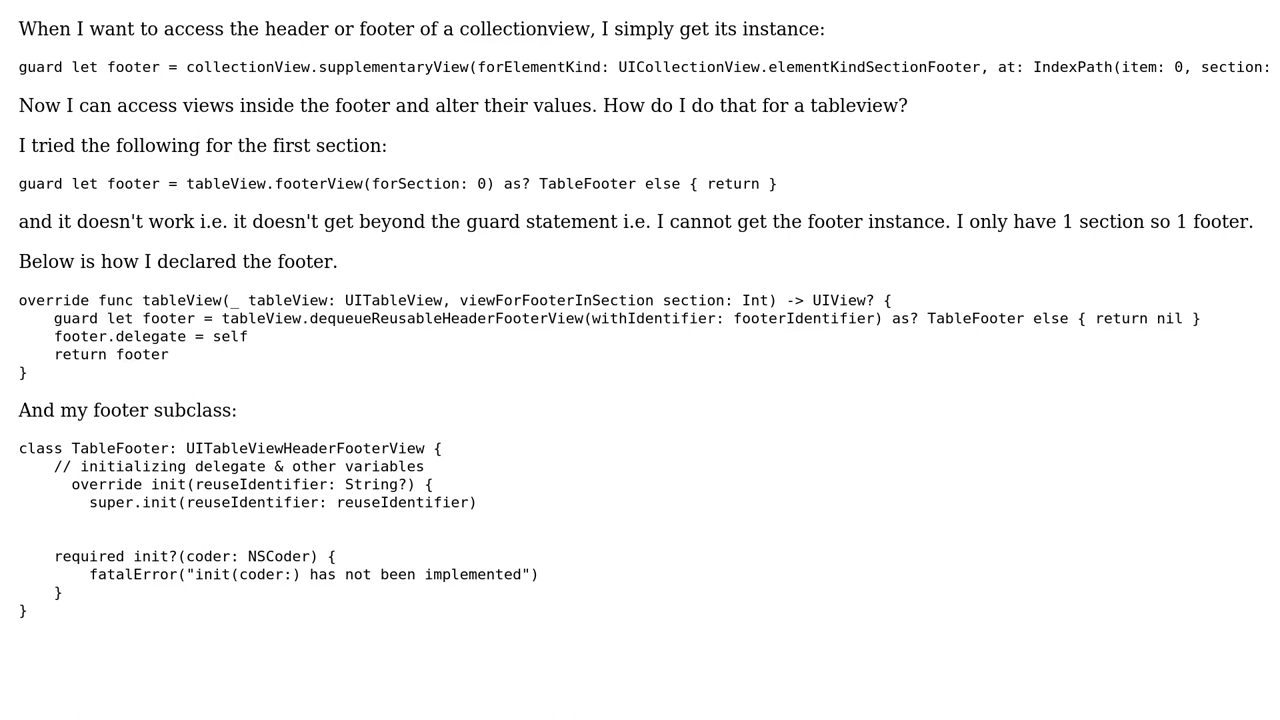 When I want to access the header or footer of a collectionview, I simply get its instance:
guard let footer = collectionView.supplementaryView(forElementKind: UICollectionView.elementKindSectionFooter, at: IndexPath(item: 0, section:
Now I can access views inside the footer and alter their values. How do I do that for a tableview?
I tried the following for the first section:
guard let footer = tableView.footerView(forSection: 0) as? TableFooter else { return }
and it doesn't work i.e. it doesn't get beyond the guard statement i.e. I cannot get the footer instance. I only have 1 section so 1 footer.
Below is how I declared the footer.
override func tableView(_ tableView: UITableView, viewForFooterInSection section: Int) -> UIView? {
    guard let footer = tableView.dequeueReusableHeaderFooterView(withIdentifier: footerIdentifier) as? TableFooter else { return nil }
    footer.delegate = self
    return footer
}
And my footer subclass:
class TableFooter: UITableViewHeaderFooterView {
    // initializing delegate & other variables
      override init(reuseIdentifier: String?) {
        super.init(reuseIdentifier: reuseIdentifier)
    required init?(coder: NSCoder) {
        fatalError("init(coder:) has not been implemented")
    }
}